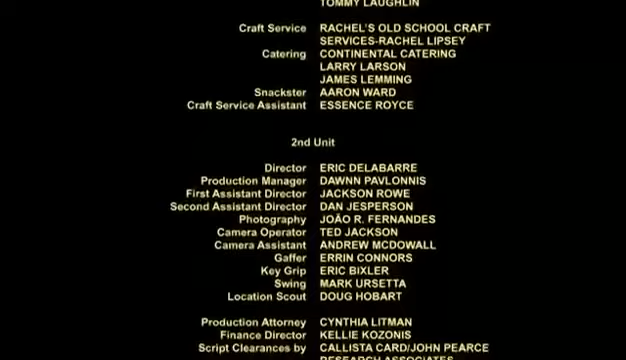 TOMMY LAUGHLIN
Craft Service RACHEL'S OLD SCHOOL CRAFT
SERVICES-RACHEL LIPSEY
Catering CONTINENTAL CATERING
LARRY LARSON
JAMES LEMMING
Snackster AARON WARD
Craft Service Assistant ESSENCE ROYCE
2nd Unit
Director ERIC DELABARRE
Production Manager DAWNN PAVLONNIS
First Assistant Director JACKSON ROWE
Second Assistant Director DAN JESPERSON
Photography JOÃO R. FERNANDES
Camera Operator TED JACKSON
Camera Assistant ANDREW MCDOWALL
Gaffer ERRIN CONNORS
Key Grip ERIC BIXLER
Swing MARK URSETTA
Location Scout DOUG HOBART
Production Attorney CYNTHIA LITMAN
Finance Director KELLIE KOZONIS
Script Clearances by CALLISTA CARD/JOHN PEARCE
RESEARCH ASSOCIATES